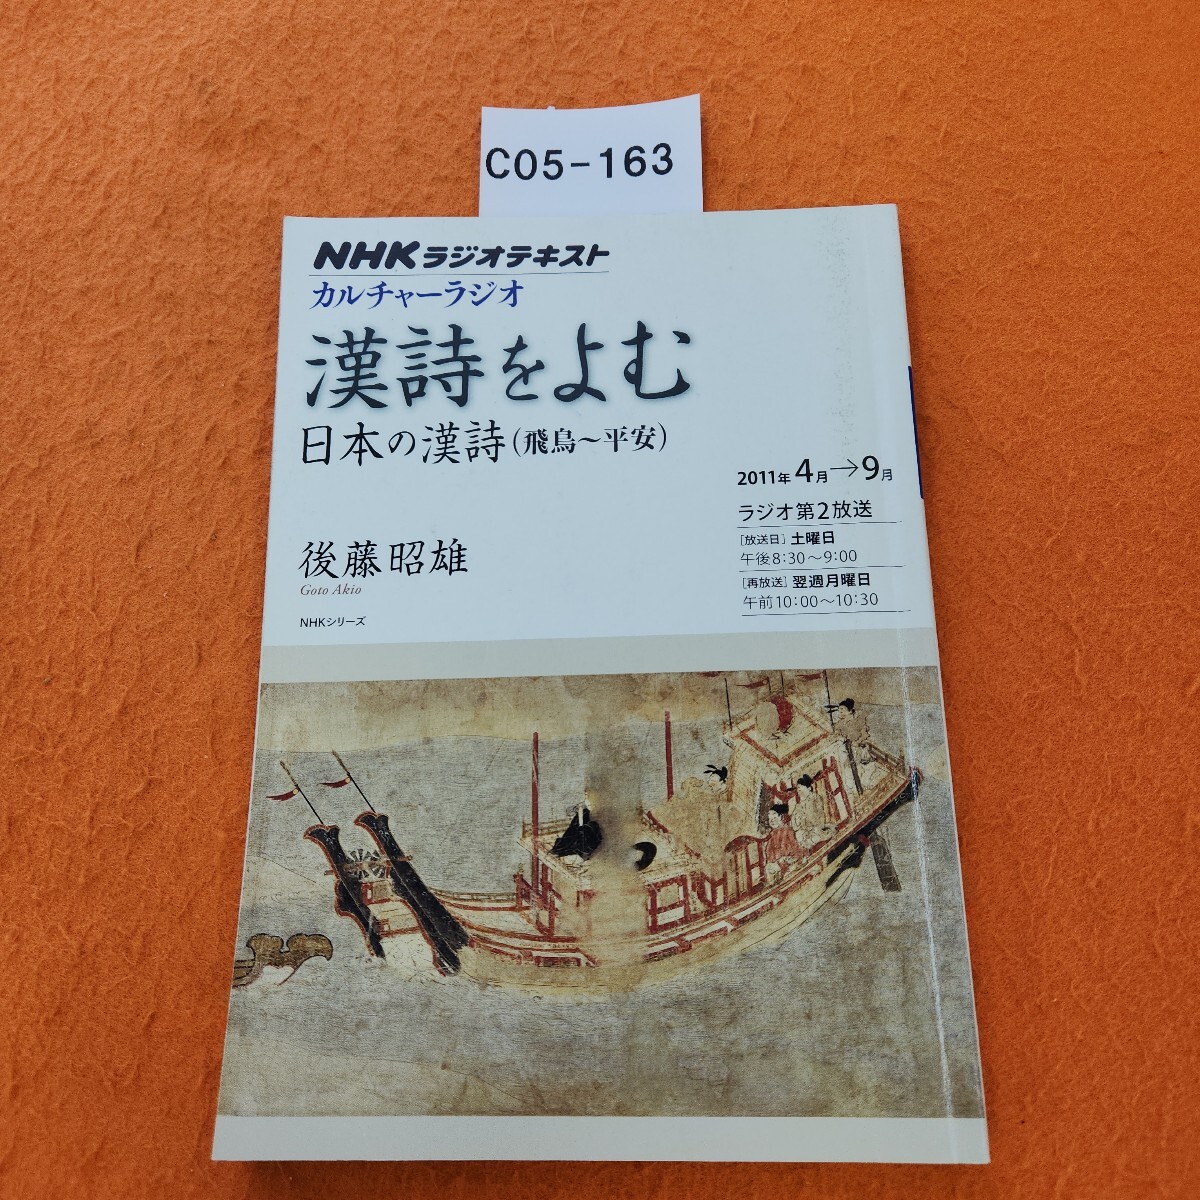 C05-163
NHKラジオテキスト
カルチャーラジオ
漢詩をよむ
日本の漢詩(飛鳥～平安)
2011年4月→9月
ラジオ第2放送
[放送日]土曜日
午後8:30～9:00
[再放送]翌週月曜日
午前10:00～10:30
後藤昭雄
Goto Akio
NHKシリーズ